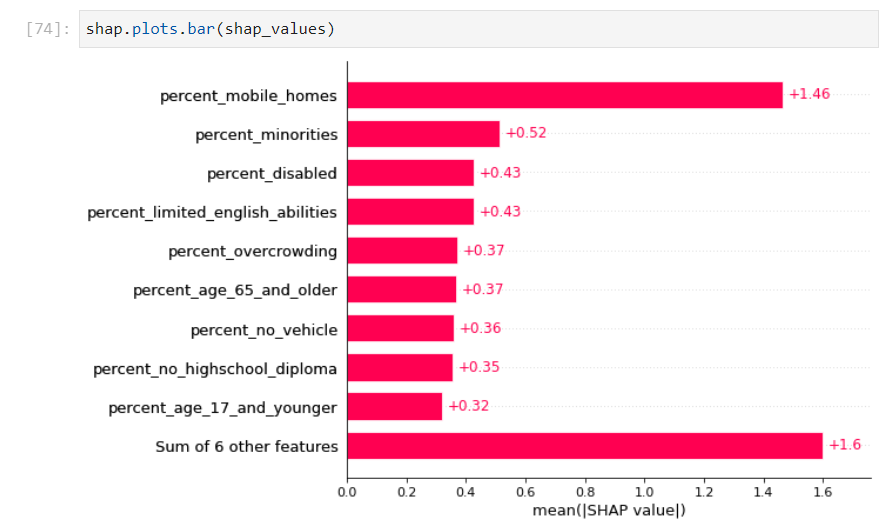 [74]: shap.plots.bar(shap_values)
percent_mobile_homes +1.46
percent_minorities +0.52
percent_disabled +0.43
percent_limited_english_abilities +0.43
percent_overcrowding +0.37
percent_age_65_and_older +0.37
percent_no_vehicle +0.36
percent_no_highschool_diploma +0.35
percent_age_17_and_younger +0.32
Sum of 6 other features +1.6
0.0 0.2 0.4 0.6 0.8 1.0 1.2 1.4 1.6
mean(|SHAP value|)